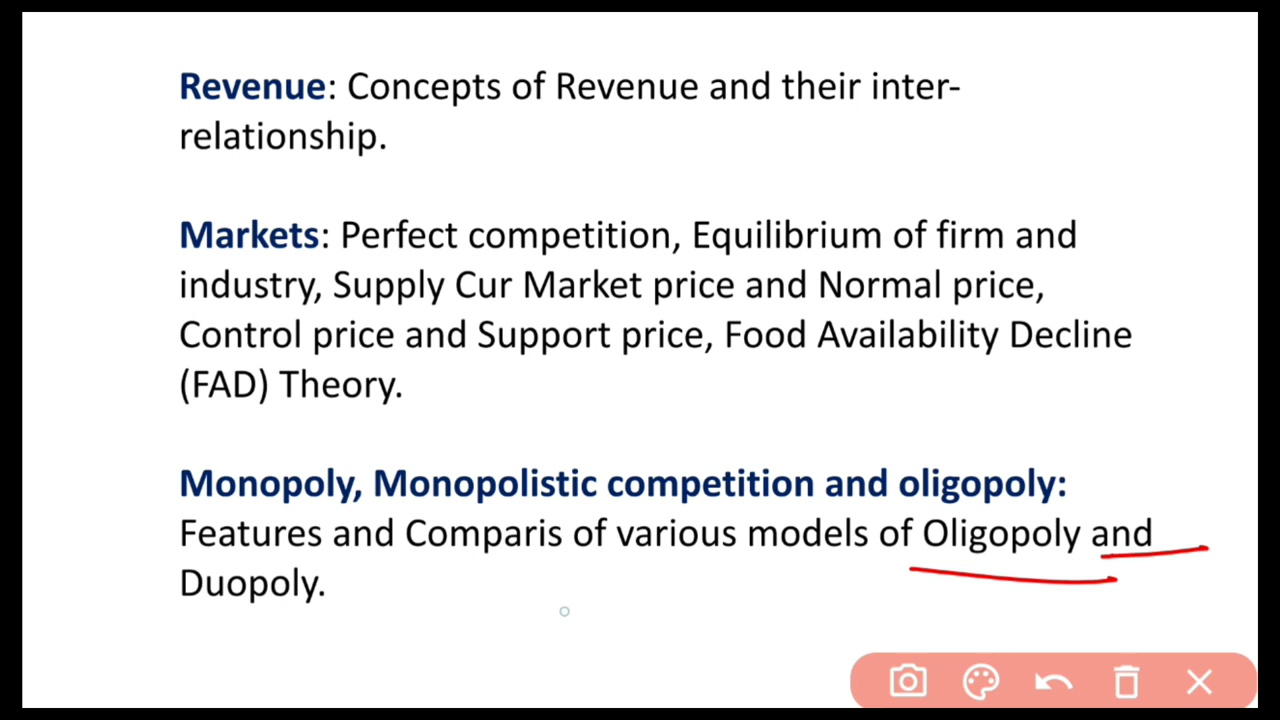 Revenue: Concepts of Revenue and their inter-
relationship.
Markets: Perfect competition, Equilibrium of firm and
industry, Supply Cur Market price and Normal price,
Control price and Support price, Food Availability Decline
(FAD) Theory.
Monopoly, Monopolistic competition and oligopoly:
Features and Comparis of various models of Oligopoly and
Duopoly.